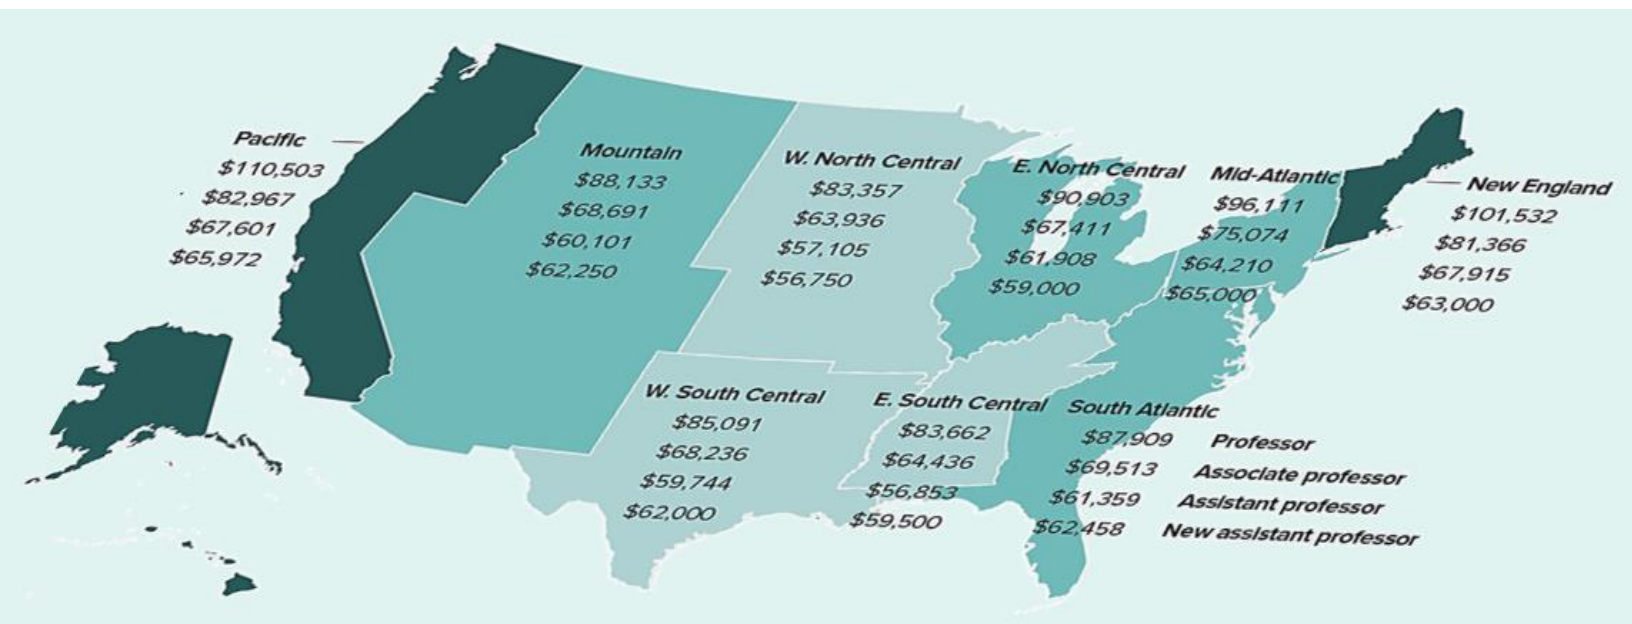 Pacific
$110,503
$82,967
$67,601
$65,972
Mountain
$88,133
$68,691
$60,101
$62,250
W. North Central
$83,357
$63,936
$57,105
$56,750
E. North Central
$90,903
$67,411
$61,908
$59,000
Mid-Atlantic
$96,111
$75,074
$64,210
$65,000
New England
$101,532
$81,366
$67,915
$63,000
W. South Central
$85,091
$68,236
$59,744
$62,000
E. South Central
$83,662
$64,436
$56,853
$59,500
South Atlantic
$87,909 Professor
$69,513 Associate professor
$61,359 Assistant professor
$62,458 New assistant professor